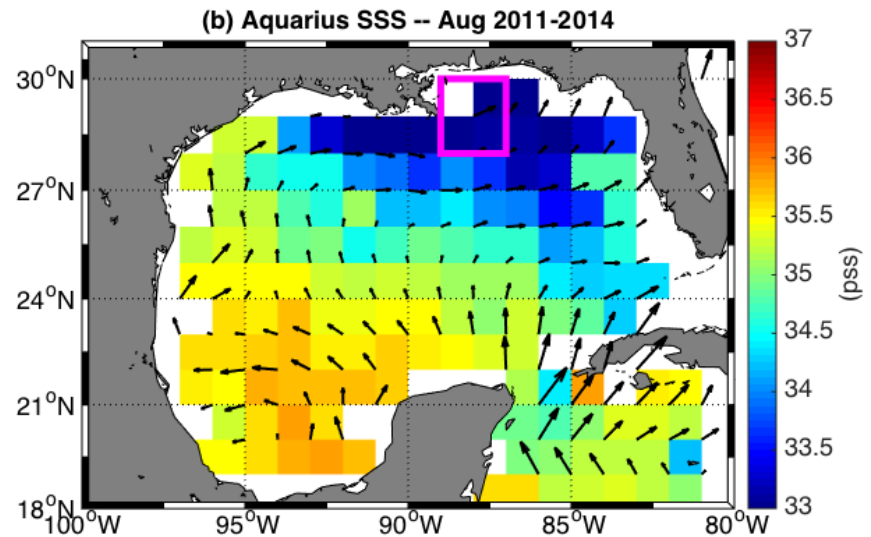 (b) Aquarius SSS -- Aug 2011-2014
30°N
27°N
24°N
21°N
18°N
100°W
95°W
90°W
85°W
80°W
37
36.5
36
35.5
35
34.5
34
33.5
33
(pss)